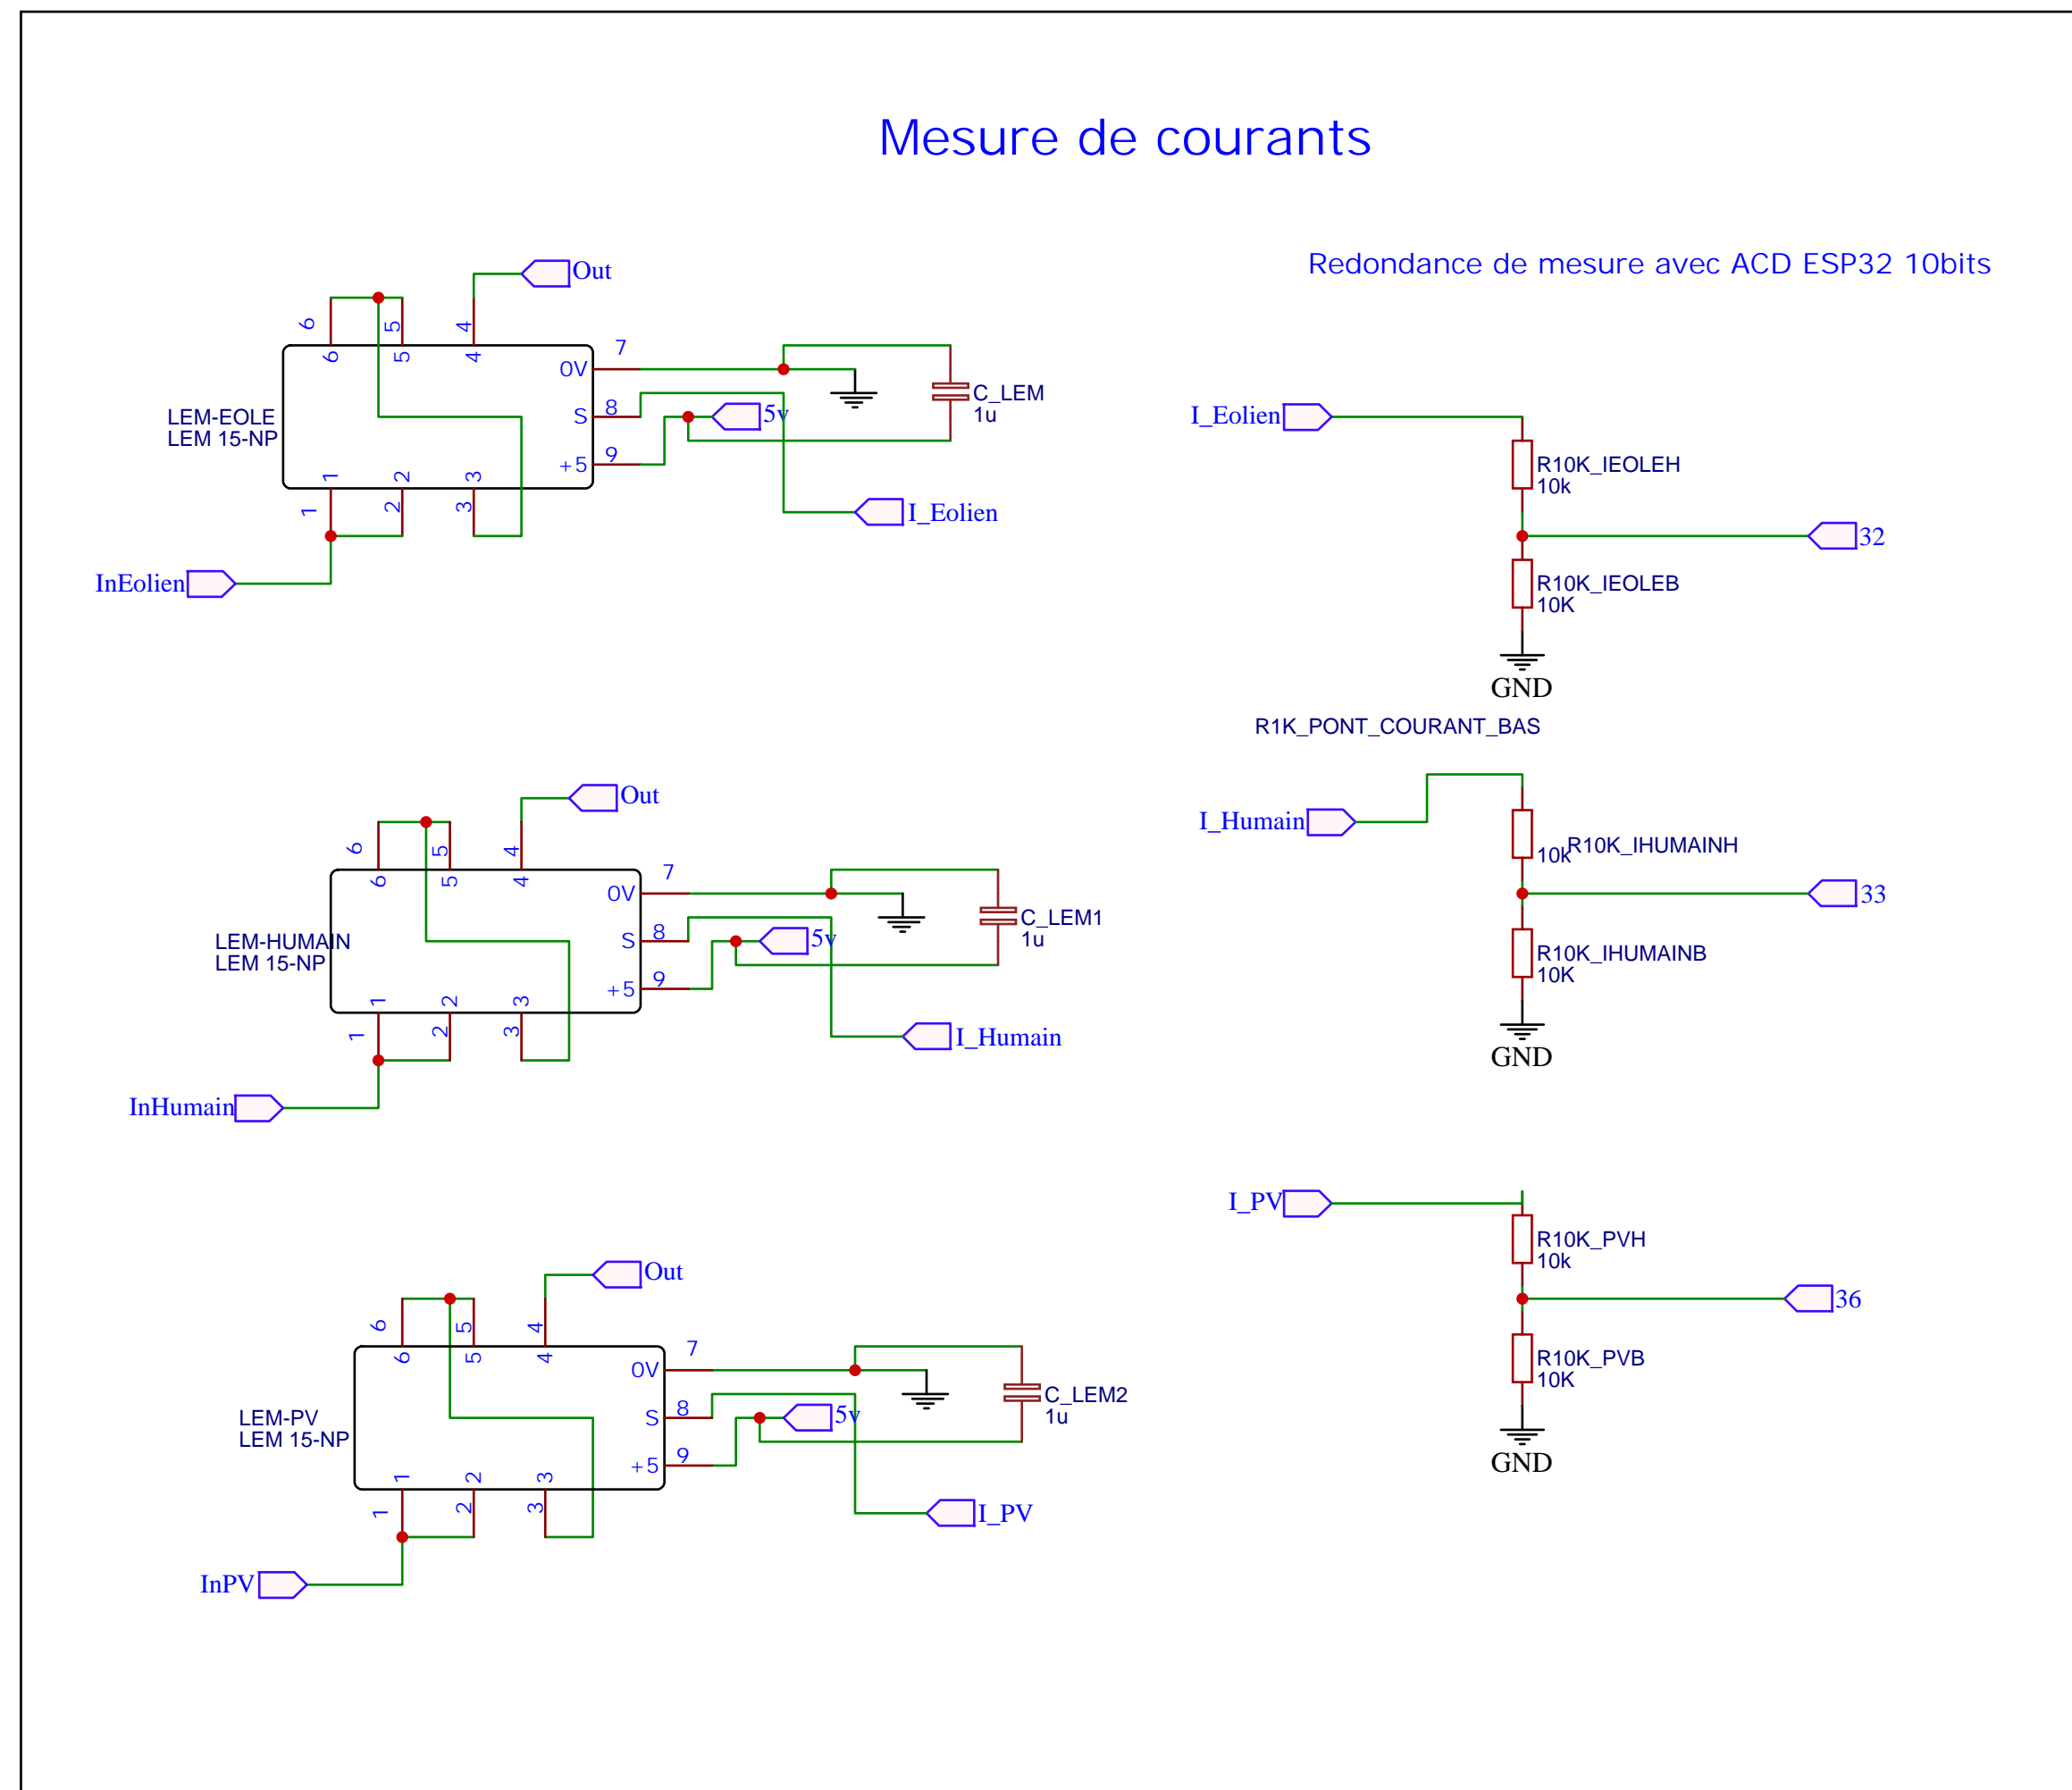 Mesure de courants
Redondance de mesure avec ACD ESP32 10bits
Out
6
5
4
6
5
4
LEM-EOLE
LEM 15-NP
0V
7
S
8
+5
9
5v
C_LEM
1u
1
2
3
1
2
3
I_Eolien
InEolien
I_Eolien
R10K_IEOLEH
10k
32
R10K_IEOLEB
10K
GND
R1K_PONT_COURANT_BAS
Out
6
5
4
6
5
4
LEM-HUMAIN
LEM 15-NP
0V
7
S
8
+5
9
5v
C_LEM1
1u
1
2
3
1
2
3
I_Humain
InHumain
I_Humain
10k
R10K_IHUMAINH
33
R10K_IHUMAINB
10K
GND
Out
6
5
4
6
5
4
LEM-PV
LEM 15-NP
0V
7
S
8
+5
9
5v
C_LEM2
1u
1
2
3
1
2
3
I_PV
InPV
I_PV
R10K_PVH
10k
36
R10K_PVB
10K
GND